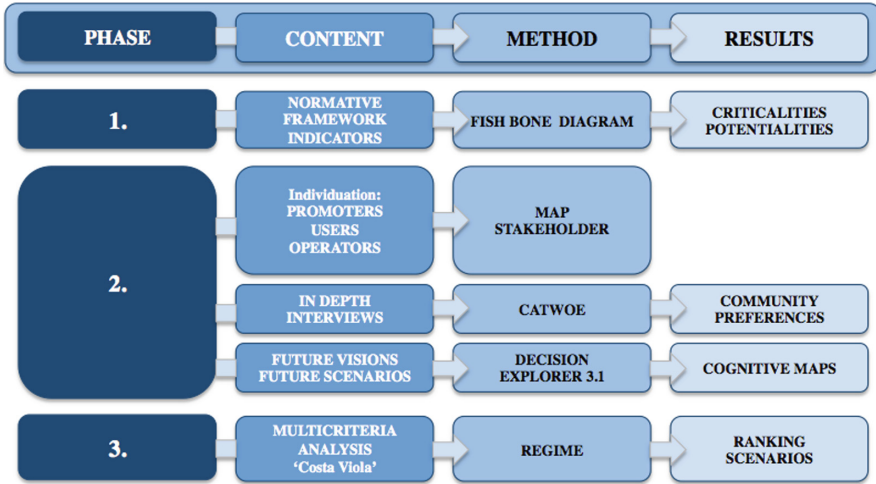 PHASE
CONTENT
METHOD
RESULTS
1.
NORMATIVE
FRAMEWORK
INDICATORS
FISH BONE DIAGRAM
CRITICALITIES
POTENTIALITIES
2.
Individuation:
PROMOTERS
USERS
OPERATORS
MAP
STAKEHOLDER
IN DEPTH
INTERVIEWS
CATWOE
COMMUNITY
PREFERENCES
FUTURE VISIONS
FUTURE SCENARIOS
DECISION
EXPLORER 3.1
COGNITIVE MAPS
3.
MULTICRITERIA
ANALYSIS
‘Costa Viola’
REGIME
RANKING
SCENARIOS